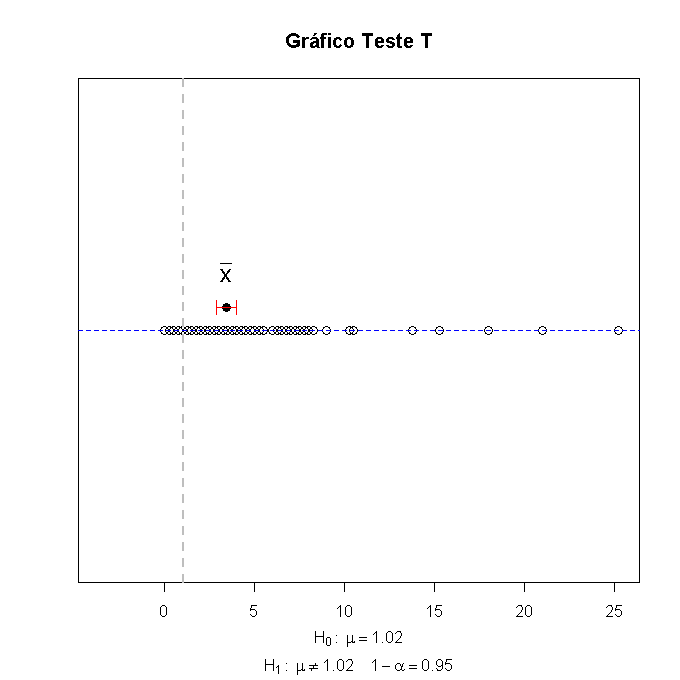 Gráfico Teste T
x̅
0 5 10 15 20 25
H₀: μ = 1.02
H₁: μ ≠ 1.02 1 − α = 0.95